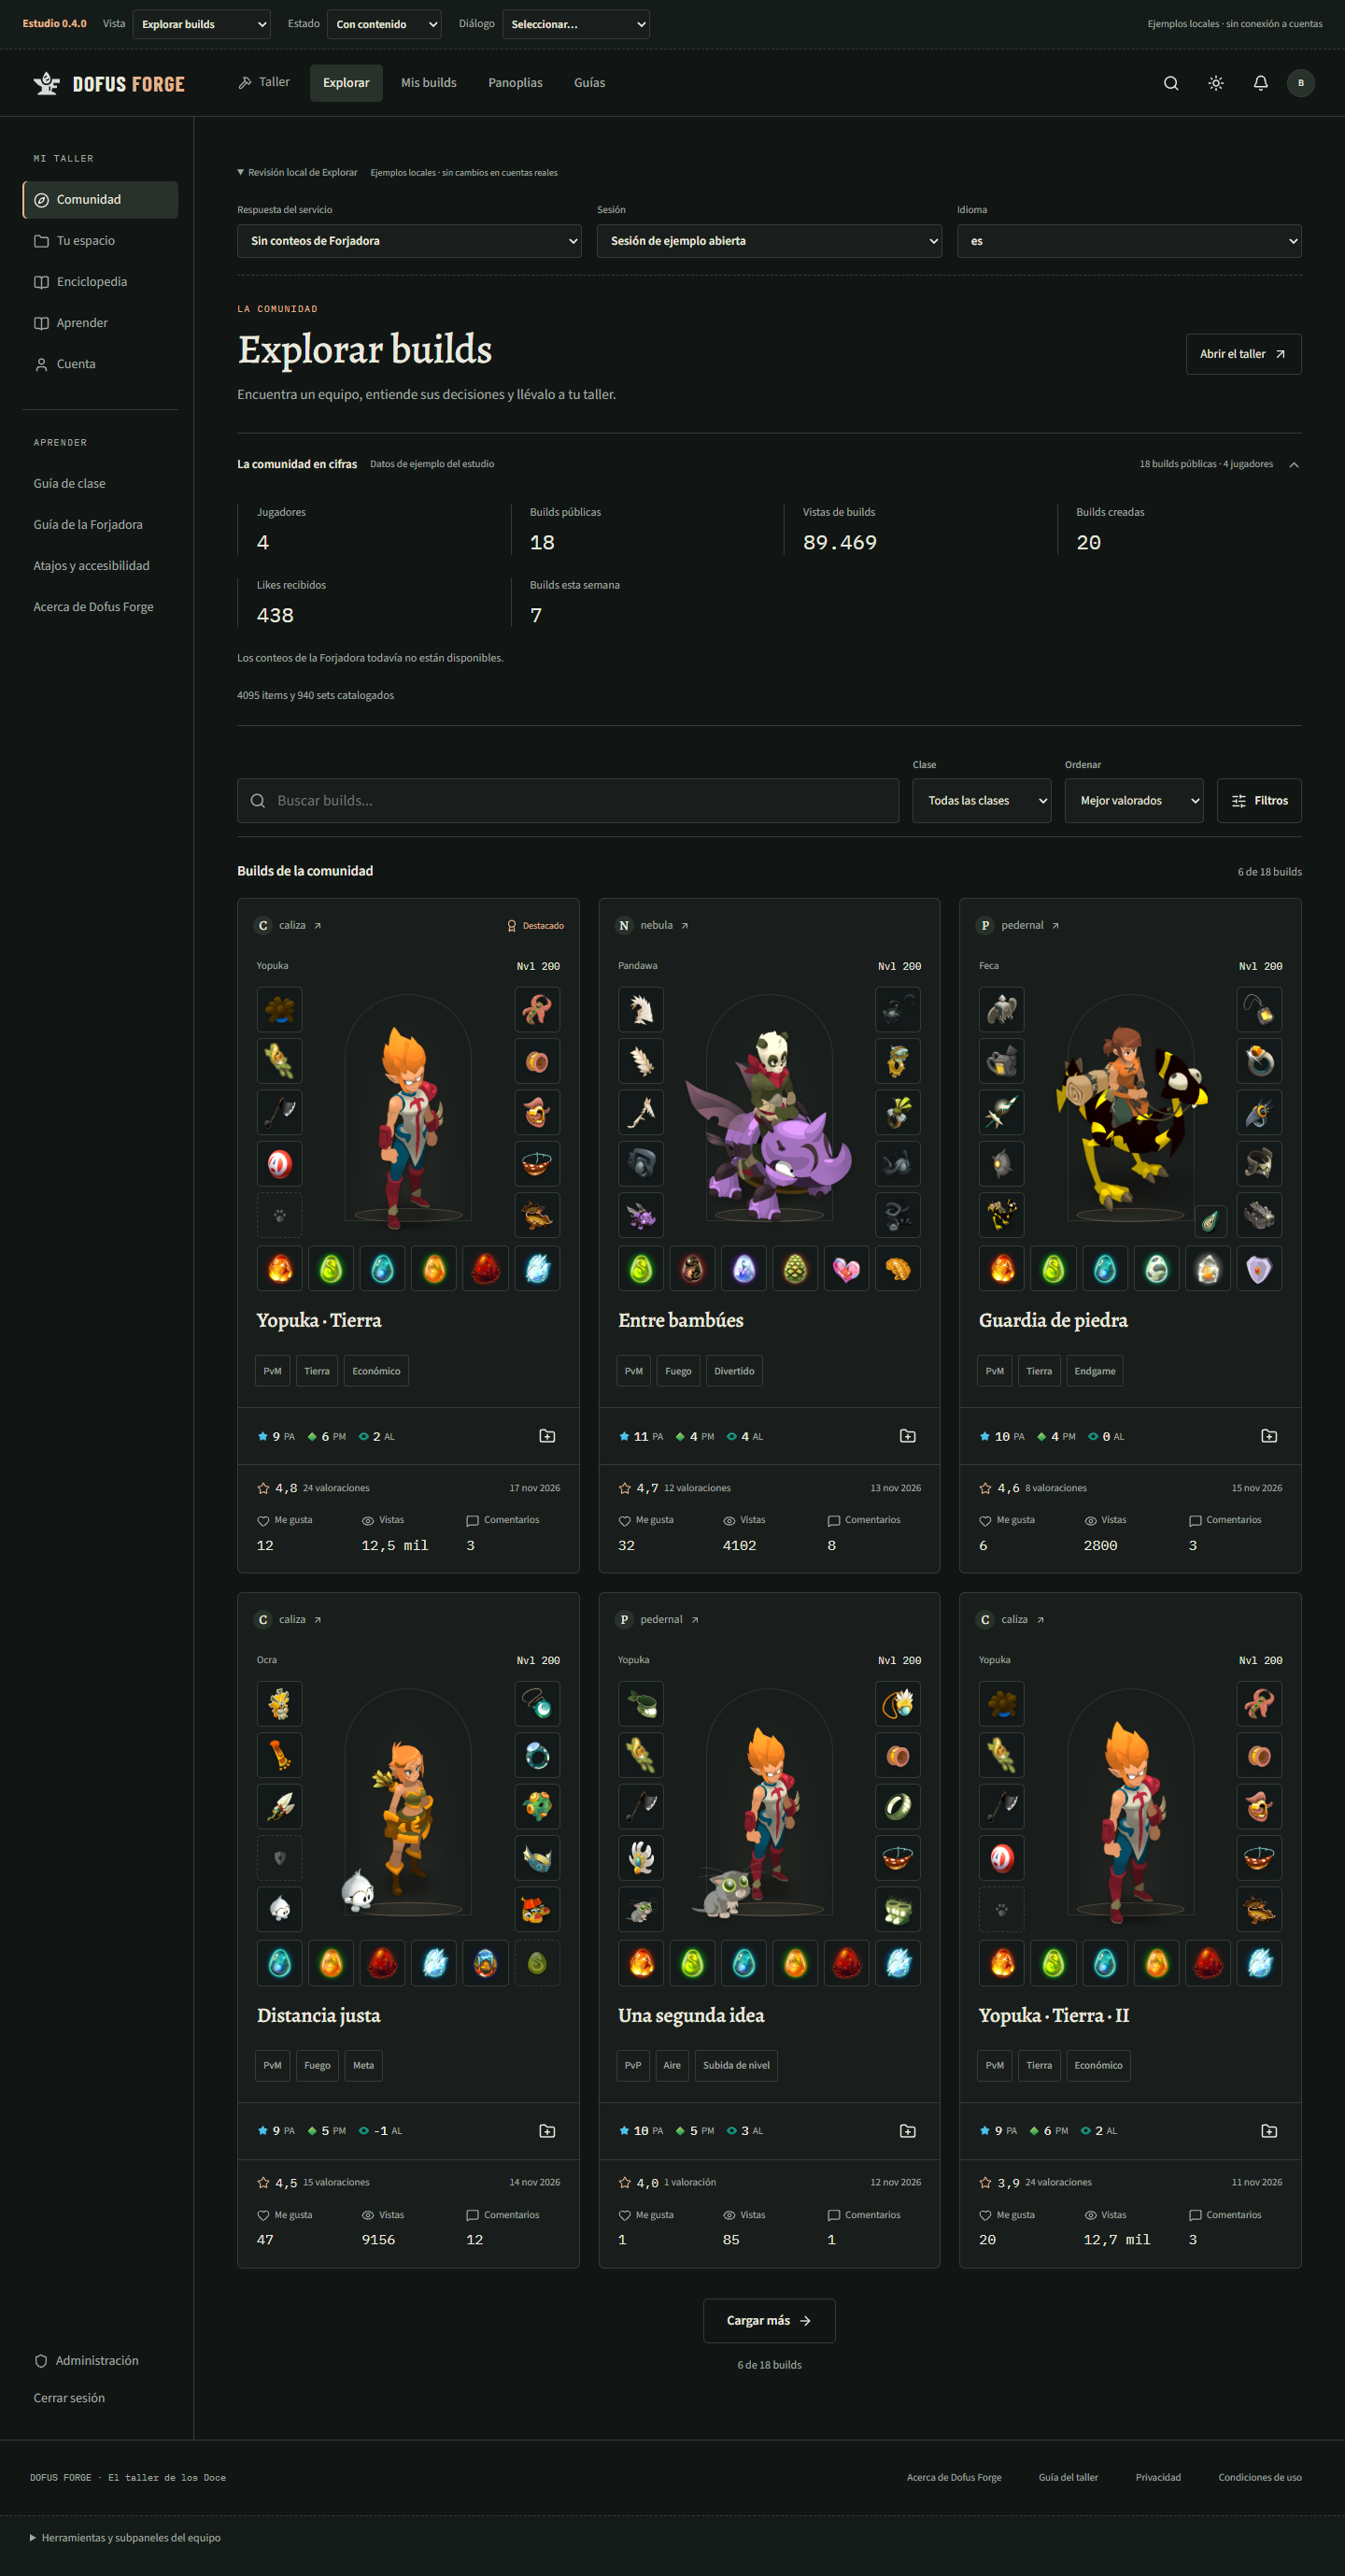 Estudio 0.4.0 Vista Explorar builds Estado Con contenido Diálogo Seleccionar... Ejemplos locales · sin conexión a cuentas
DOFUS FORGE Taller Explorar Mis builds Panoplias Guías B
MI TALLER
Comunidad
Tu espacio
Enciclopedia
Aprender
Cuenta
APRENDER
Guía de clase
Guía de la Forjadora
Atajos y accesibilidad
Acerca de Dofus Forge
Administración
Cerrar sesión
Revisión local de Explorar Ejemplos locales · sin cambios en cuentas reales
Respuesta del servicio Sesión Idioma
Sin conteos de Forjadora Sesión de ejemplo abierta es
LA COMUNIDAD
Explorar builds
Abrir el taller
Encuentra un equipo, entiende sus decisiones y llévalo a tu taller.
La comunidad en cifras Datos de ejemplo del estudio 18 builds públicas · 4 jugadores
Jugadores Builds públicas Vistas de builds Builds creadas
4 18 89.469 20
Likes recibidos Builds esta semana
438 7
Los conteos de la Forjadora todavía no están disponibles.
4095 ítems y 940 sets catalogados
Clase Ordenar
Buscar builds... Todas las clases Mejor valorados Filtros
Builds de la comunidad 6 de 18 builds
C caliza Destacado
Yopuka Nvl 200
Yopuka · Tierra
PvM Tierra Económico
9 PA 6 PM 2 AL
4,8 24 valoraciones 17 nov 2026
Me gusta Vistas Comentarios
12 12,5 mil 3
N nebula
Pandawa Nvl 200
Entre bambúes
PvM Fuego Divertido
11 PA 4 PM 4 AL
4,7 12 valoraciones 13 nov 2026
Me gusta Vistas Comentarios
32 4102 8
P pedernal
Feca Nvl 200
Guardia de piedra
PvM Tierra Endgame
10 PA 4 PM 0 AL
4,6 8 valoraciones 15 nov 2026
Me gusta Vistas Comentarios
6 2800 3
C caliza
Ocra Nvl 200
Distancia justa
PvM Fuego Meta
9 PA 5 PM -1 AL
4,5 15 valoraciones 14 nov 2026
Me gusta Vistas Comentarios
47 9156 12
P pedernal
Yopuka Nvl 200
Una segunda idea
PvP Aire Subida de nivel
10 PA 5 PM 3 AL
4,0 1 valoración 12 nov 2026
Me gusta Vistas Comentarios
1 85 1
C caliza
Yopuka Nvl 200
Yopuka · Tierra · II
PvM Tierra Económico
9 PA 6 PM 2 AL
3,9 24 valoraciones 11 nov 2026
Me gusta Vistas Comentarios
20 12,7 mil 3
Cargar más
6 de 18 builds
DOFUS FORGE · El taller de los Doce Acerca de Dofus Forge Guía del taller Privacidad Condiciones de uso
Herramientas y subpaneles del equipo